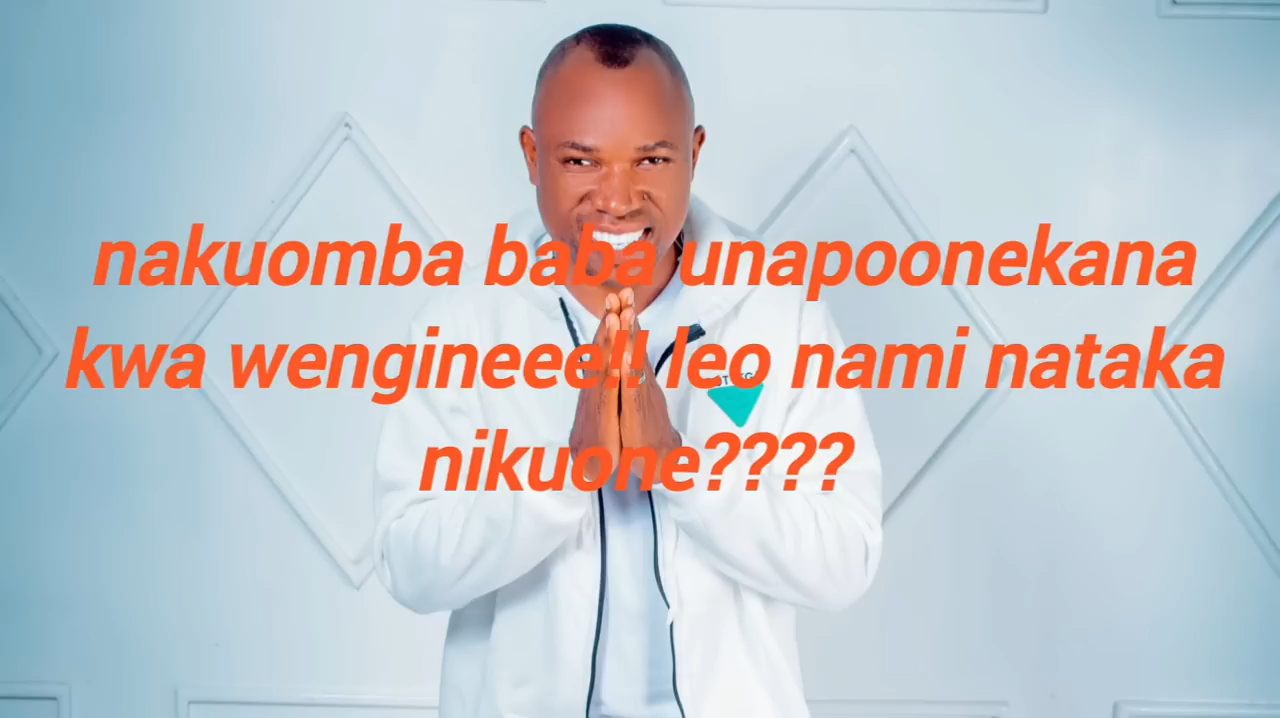 nakuomba baba unapoonekana
kwa wengineee!! leo nami nataka
nikuone????